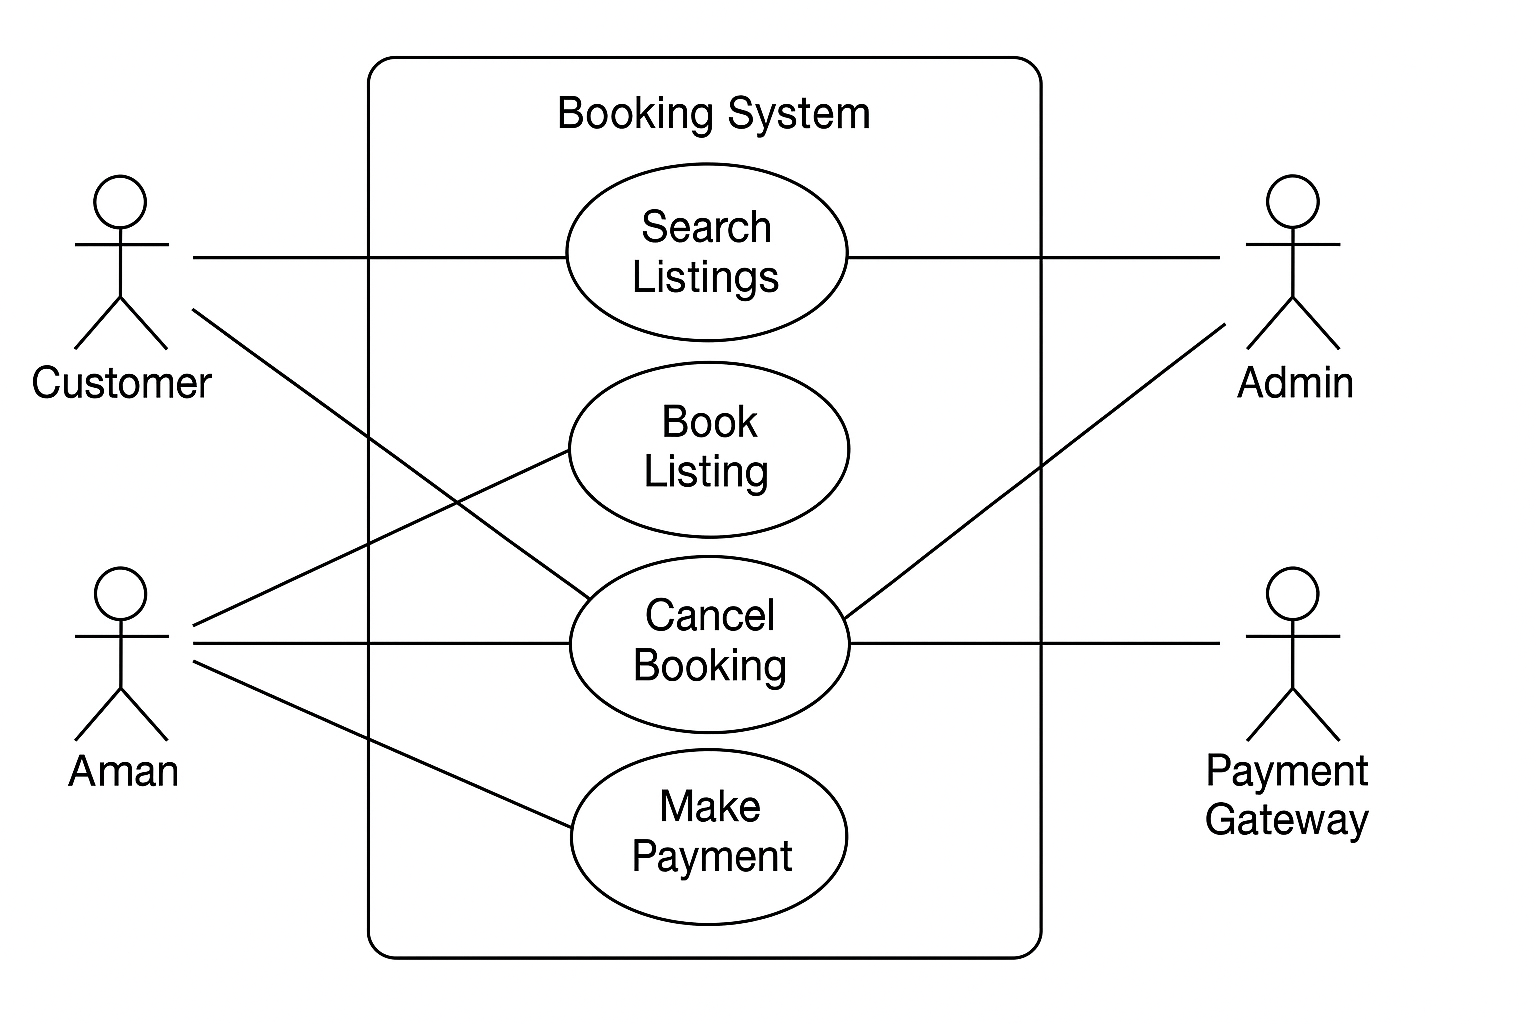 Booking System
Search
Listings
Customer
Admin
Book
Listing
Cancel
Booking
Aman
Payment
Gateway
Make
Payment